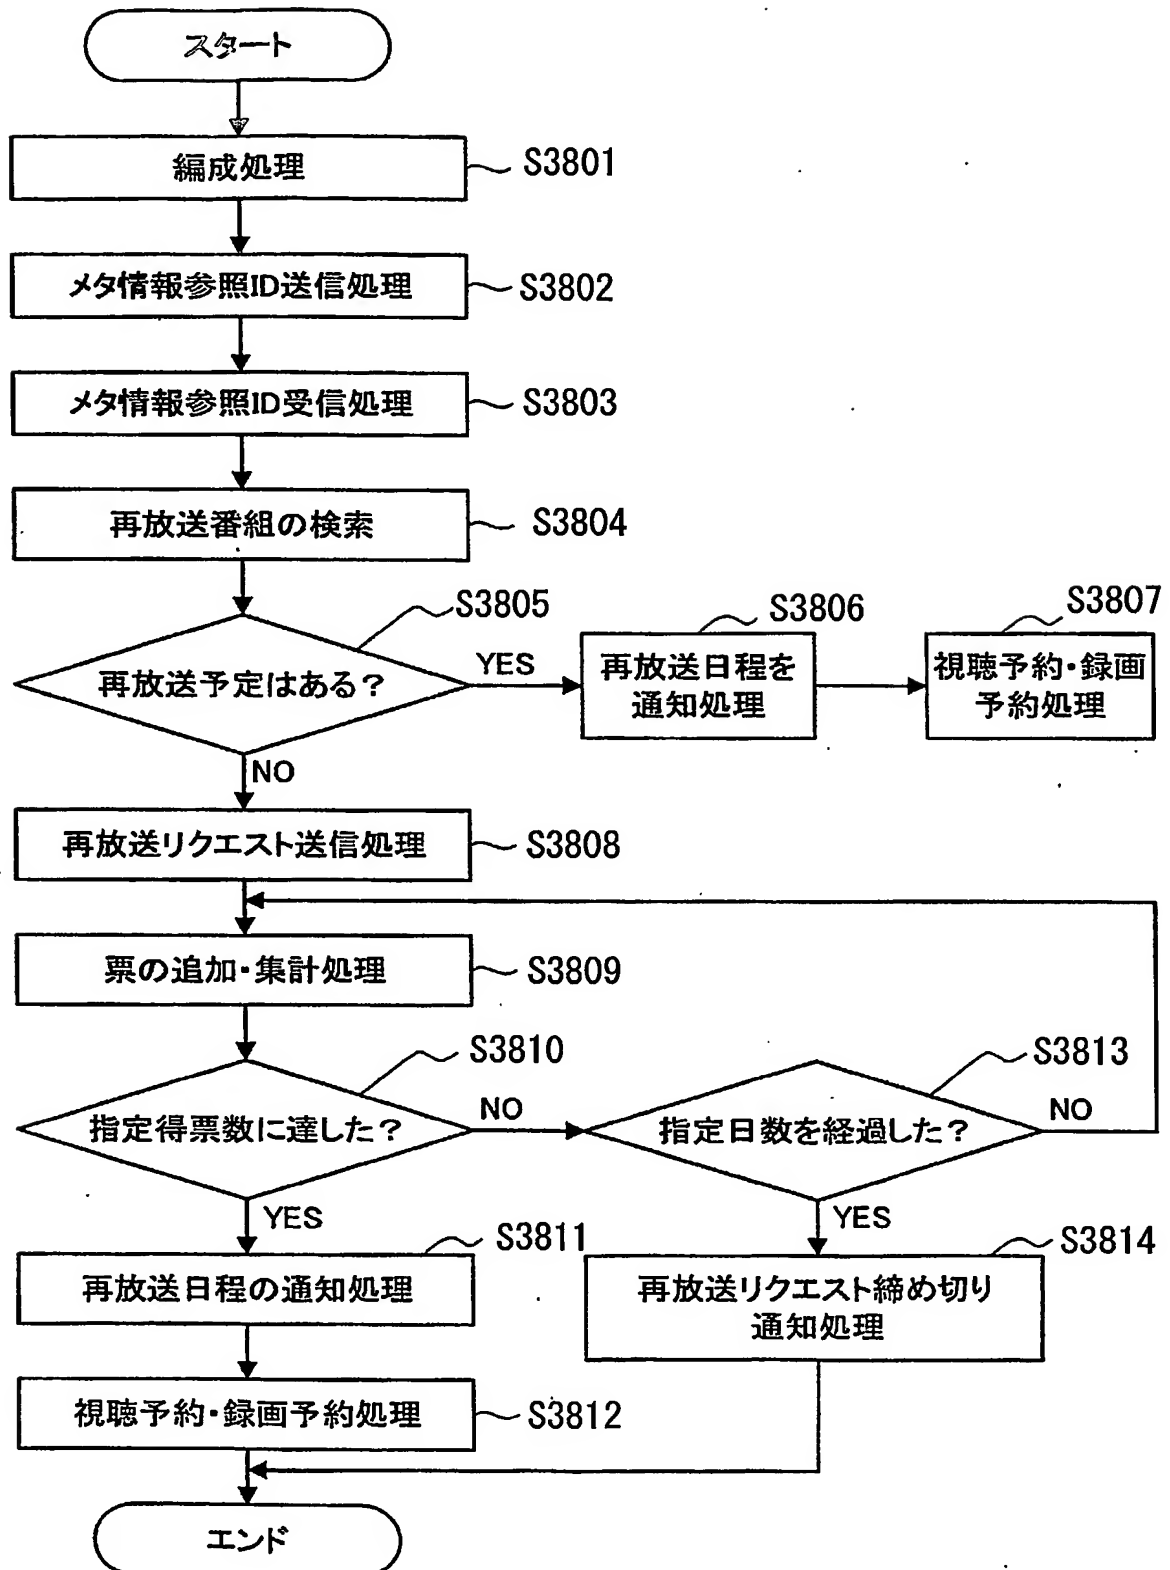 スタート
編成処理
S3801
メタ情報参照ID送信処理
S3802
メタ情報参照ID受信処理
S3803
再放送番組の検索
S3804
S3805
再放送予定はある?
YES
S3806
再放送日程を
通知処理
S3807
視聴予約・録画
予約処理
NO
再放送リクエスト送信処理
S3808
票の追加・集計処理
S3809
S3810
指定得票数に達した?
NO
S3813
指定日数を経過した?
NO
YES
S3811
再放送日程の通知処理
YES
S3814
再放送リクエスト締め切り
通知処理
視聴予約・録画予約処理
S3812
エンド